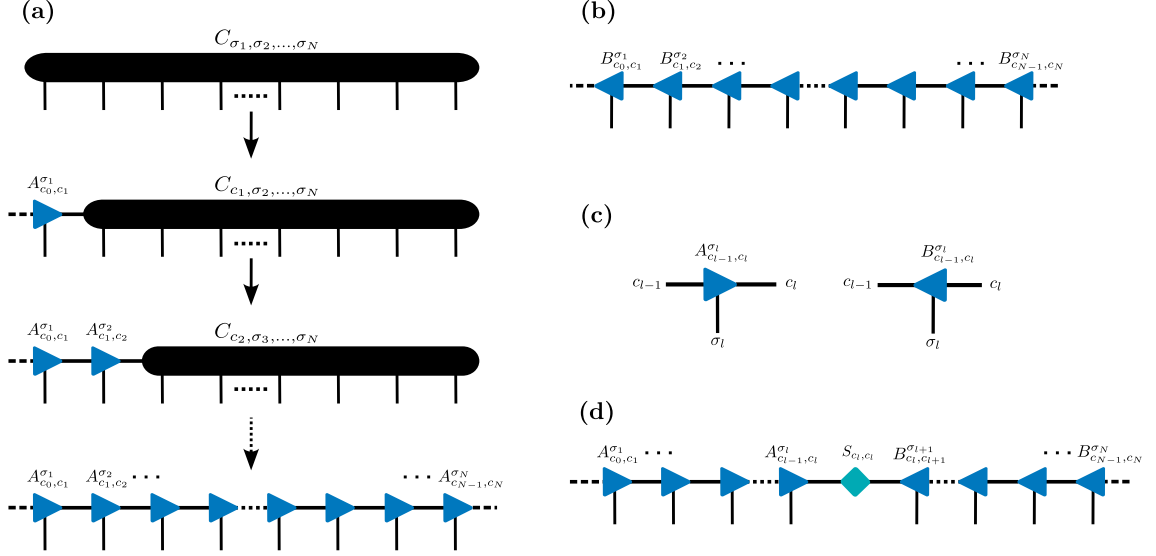 (a)
C_{σ_1,σ_2,...,σ_N}
A^{σ_1}_{c_0,c_1}
C_{c_1,σ_2,...,σ_N}
A^{σ_1}_{c_0,c_1} A^{σ_2}_{c_1,c_2} C_{c_2,σ_3,...,σ_N}
A^{σ_1}_{c_0,c_1} A^{σ_2}_{c_1,c_2} ··· ··· A^{σ_N}_{c_{N-1},c_N}
(b)
B^{σ_1}_{c_0,c_1} B^{σ_2}_{c_1,c_2} ··· ··· B^{σ_N}_{c_{N-1},c_N}
(c)
A^{σ_l}_{c_{l-1},c_l} B^{σ_l}_{c_{l-1},c_l}
c_{l-1} c_l c_{l-1} c_l
σ_l σ_l
(d)
A^{σ_1}_{c_0,c_1} ··· A^{σ_l}_{c_{l-1},c_l} S_{c_l,c_l} B^{σ_{l+1}}_{c_l,c_{l+1}} ··· B^{σ_N}_{c_{N-1},c_N}